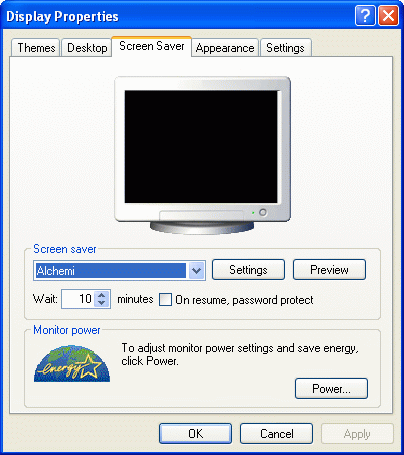 Display Properties
Themes Desktop Screen Saver Appearance Settings
Screen saver
Alchemi Settings Preview
Wait: 10 minutes On resume, password protect
Monitor power
energy
To adjust monitor power settings and save energy,
click Power.
Power...
OK Cancel Apply